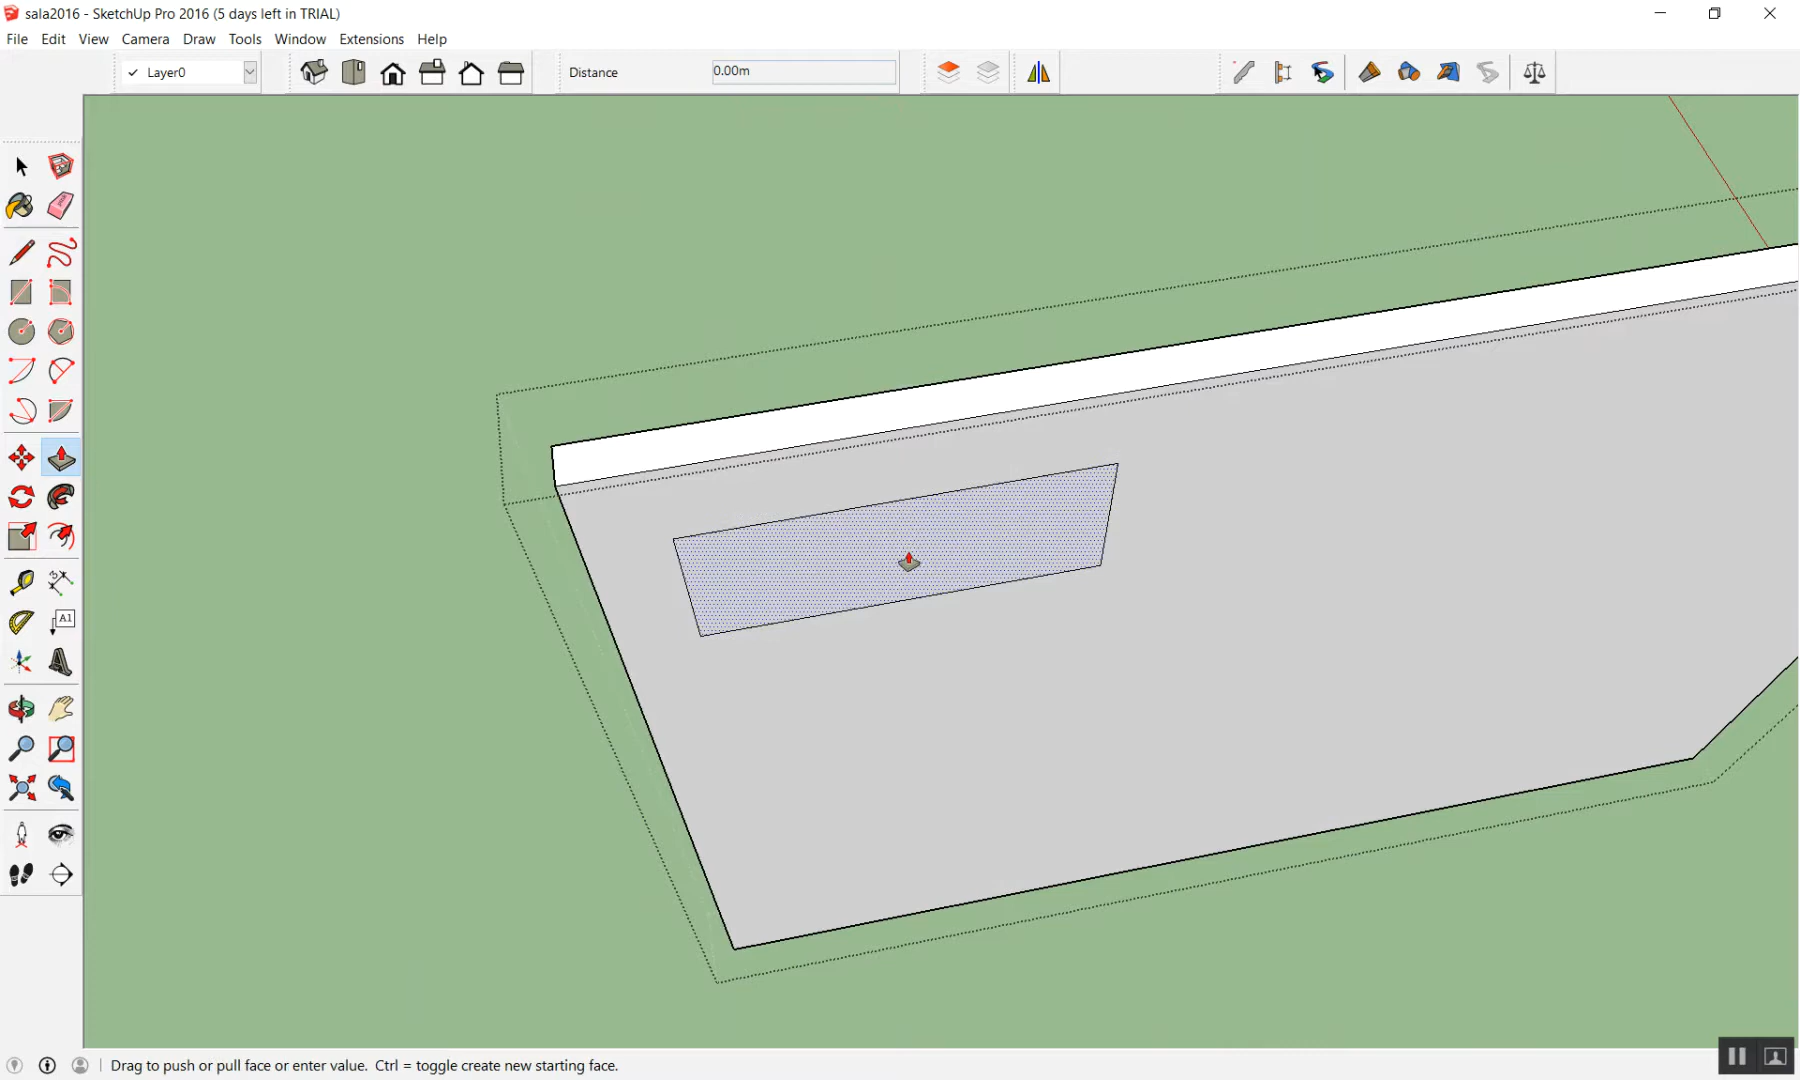 sala2016 - SketchUp Pro 2016 (5 days left in TRIAL)
File Edit View Camera Draw Tools Window Extensions Help
Layer0
Distance
0.00m
A1
Drag to push or pull face or enter value. Ctrl = toggle create new starting face.